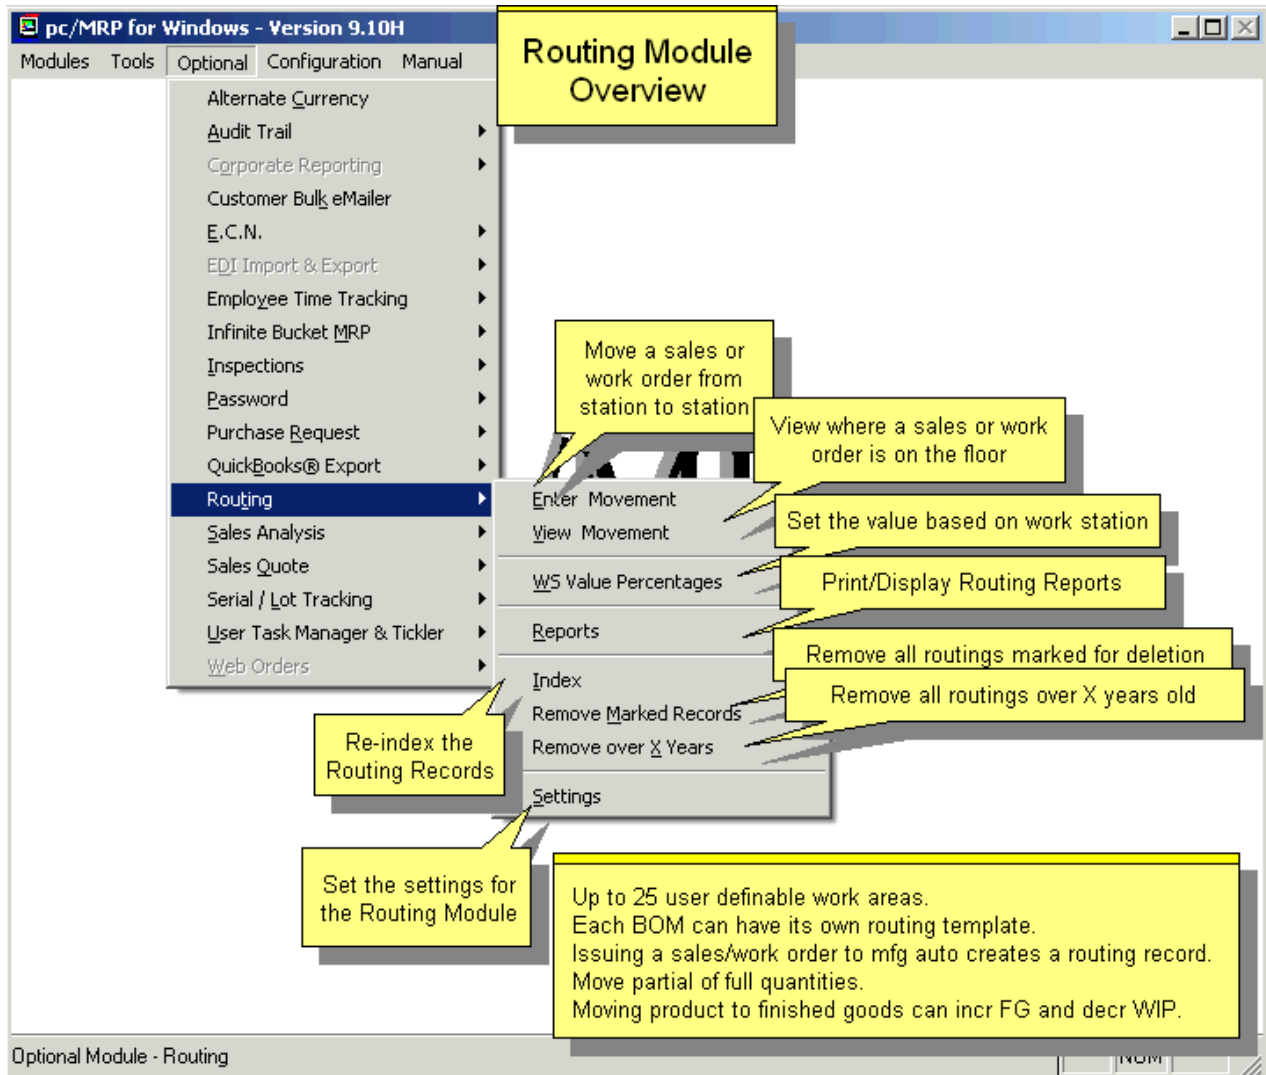 pc/MRP for Windows - Version 9.10H
Routing Module
Overview
Modules Tools Optional Configuration Manual
Alternate Currency
Audit Trail
Corporate Reporting
Customer Bulk eMailer
E.C.N.
EDI Import & Export
Employee Time Tracking
Infinite Bucket MRP
Inspections
Password
Purchase Request
QuickBooks® Export
Routing
Sales Analysis
Sales Quote
Serial / Lot Tracking
User Task Manager & Tickler
Web Orders
Move a sales or
work order from
station to station
View where a sales or work
order is on the floor
Enter Movement
View Movement
Set the value based on work station
WS Value Percentages
Print/Display Routing Reports
Reports
Remove all routings marked for deletion
Index
Remove all routings over X years old
Remove Marked Records
Remove over X Years
Re-index the
Routing Records
Settings
Set the settings for
the Routing Module
Up to 25 user definable work areas.
Each BOM can have its own routing template.
Issuing a sales/work order to mfg auto creates a routing record.
Move partial of full quantities.
Moving product to finished goods can incr FG and decr WIP.
Optional Module - Routing
NUM